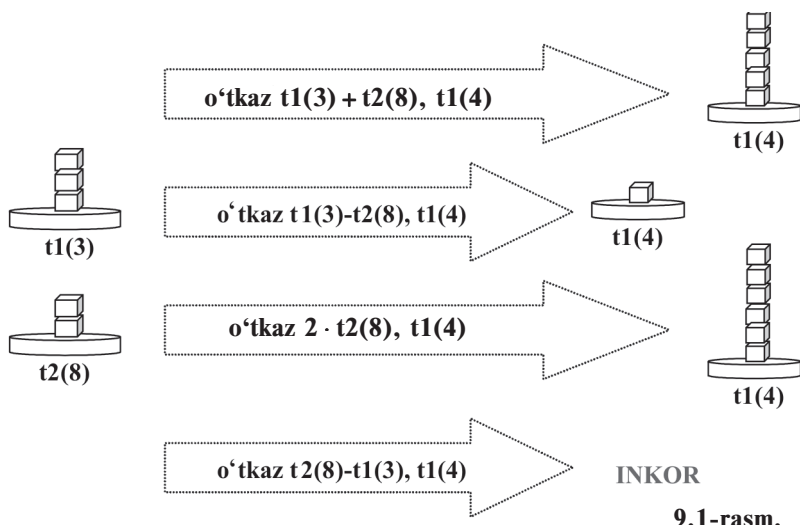 o‘tkaz t1(3) + t2(8), t1(4)
t1(4)
o‘tkaz t1(3)-t2(8), t1(4)
t1(3)
t1(4)
o‘tkaz 2 · t2(8), t1(4)
t2(8)
t1(4)
o‘tkaz t2(8)-t1(3), t1(4)
INKOR
9.1-rasm.